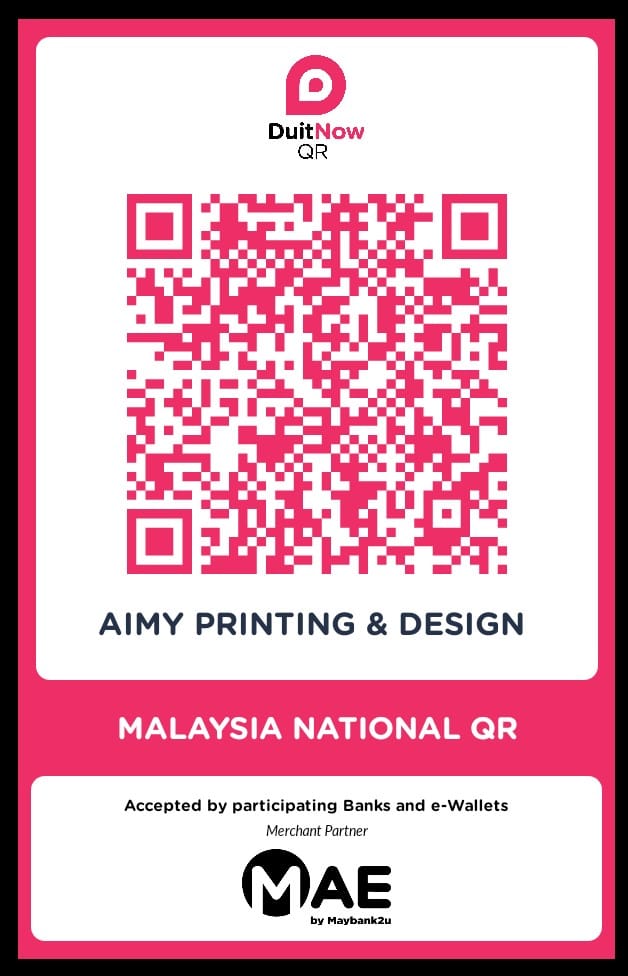 DuitNow
QR
AIMY PRINTING & DESIGN
MALAYSIA NATIONAL QR
Accepted by participating Banks and e-Wallets
Merchant Partner
MAE
by Maybank2u